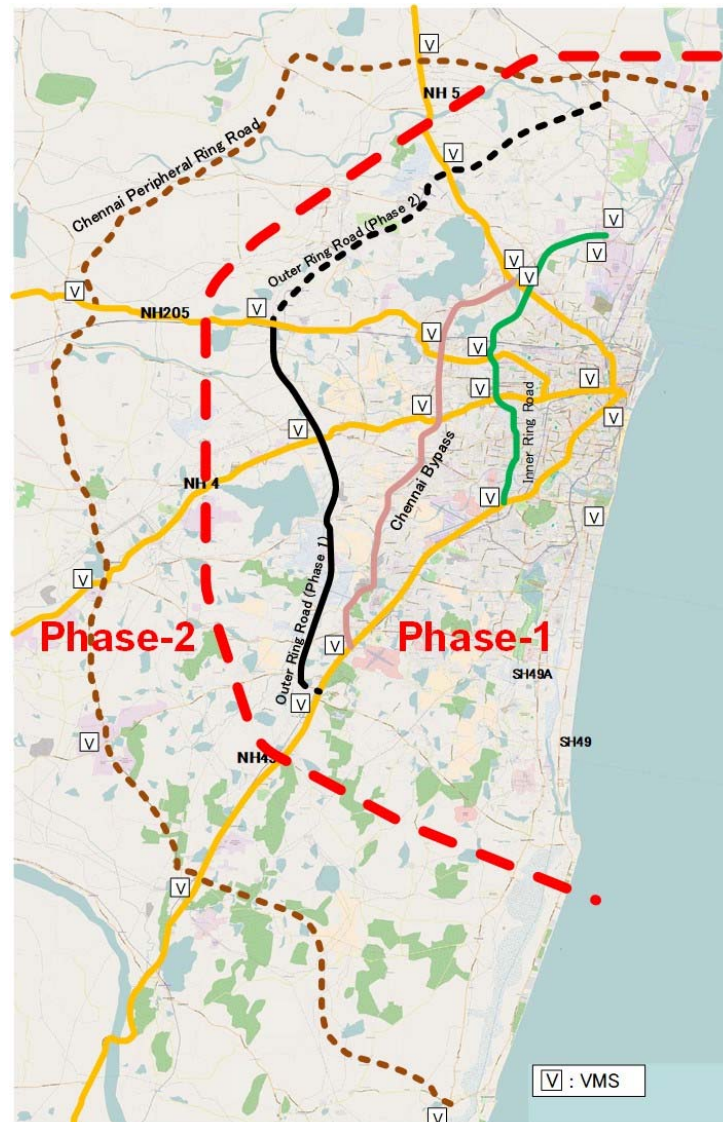 V
NH 5
Chennai Peripheral Ring Road
V
Outer Ring Road (Phase 2)
V
V
V
V
V
V
NH205
V
V
V
V
V
Inner Ring Road
V
V
V
Chennai Bypass
V
NH 4
V
V
Outer Ring Road (Phase 1)
Phase-2
Phase-1
V
SH49A
V
V
SH49
NH45
V
V
V : VMS